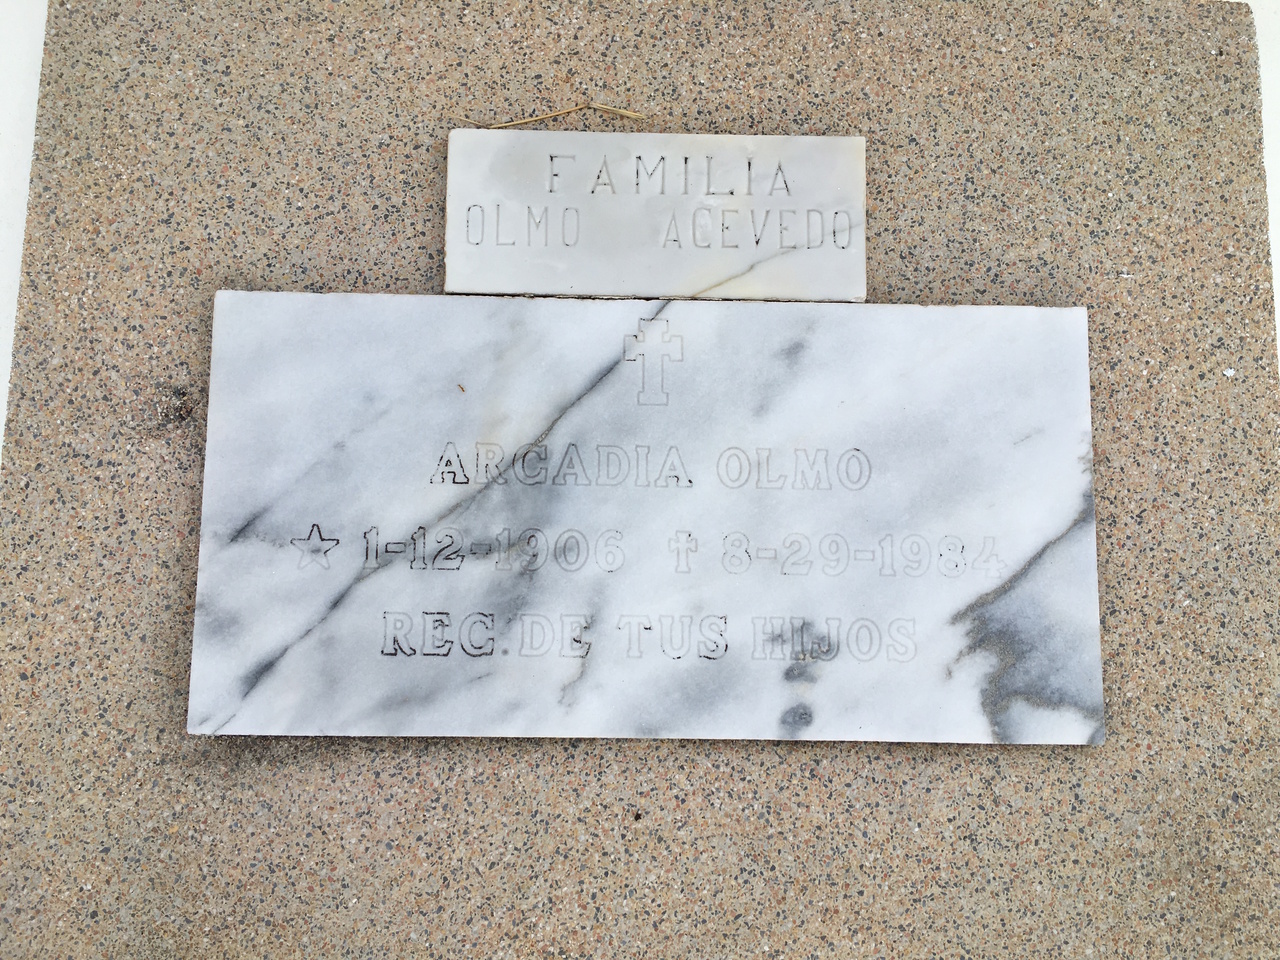 FAMILIA
OLMO ACEVEDO
ARCADIA OLMO
☆ 1-12-1906 ✝ 8-29-1984
REC. DE TUS HIJOS